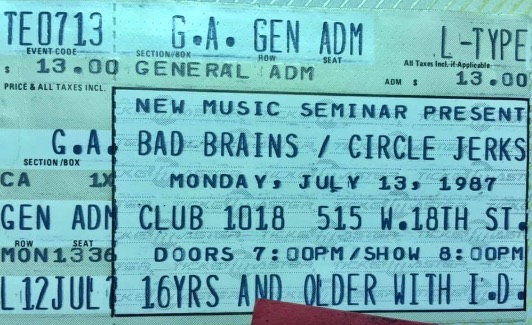 TE0713 G.A. GEN ADM L-TYPE
EVENT CODE SECTION/BOX ROW SEAT All Taxes Incl. if Applicable
$ 13.00 GENERAL ADM ADM $ 13.00
PRICE & ALL TAXES INCL.
NEW MUSIC SEMINAR PRESENT
G.A. BAD BRAINS / CIRCLE JERKS
SECTION/BOX
CA 1X MONDAY, JULY 13, 1987
GEN ADM CLUB 1018 515 W.18TH ST.
ROW SEAT
MON1336 DOORS 7:00PM/SHOW 8:00PM
L12JUL7 16YRS AND OLDER WITH I.D.